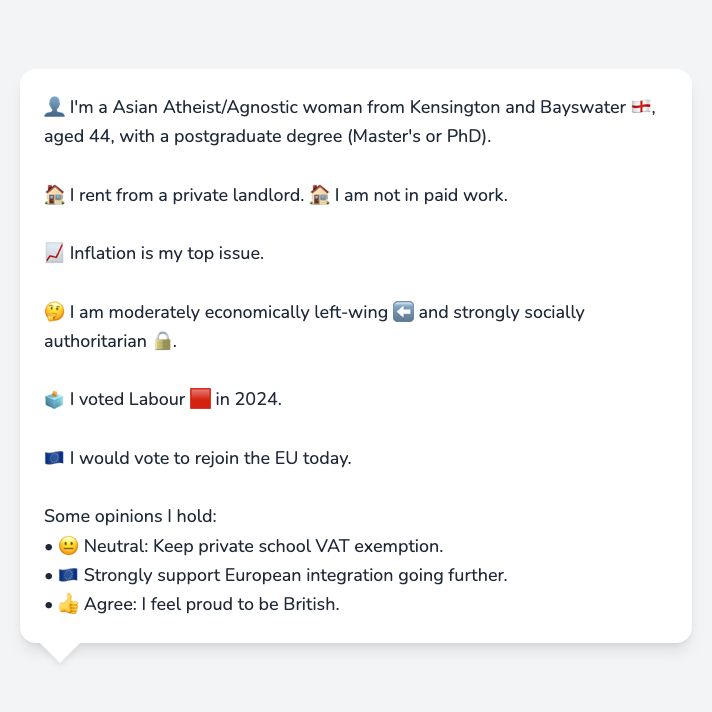 👤 I'm a Asian Atheist/Agnostic woman from Kensington and Bayswater 🏴󠁧󠁢󠁥󠁮󠁧󠁿,
aged 44, with a postgraduate degree (Master's or PhD).
🏠 I rent from a private landlord. 🏠 I am not in paid work.
📈 Inflation is my top issue.
🤔 I am moderately economically left-wing ⬅️ and strongly socially
authoritarian 🔒.
🗳️ I voted Labour 🟥 in 2024.
🇪🇺 I would vote to rejoin the EU today.
Some opinions I hold:
• 😐 Neutral: Keep private school VAT exemption.
• 🇪🇺 Strongly support European integration going further.
• 👍 Agree: I feel proud to be British.